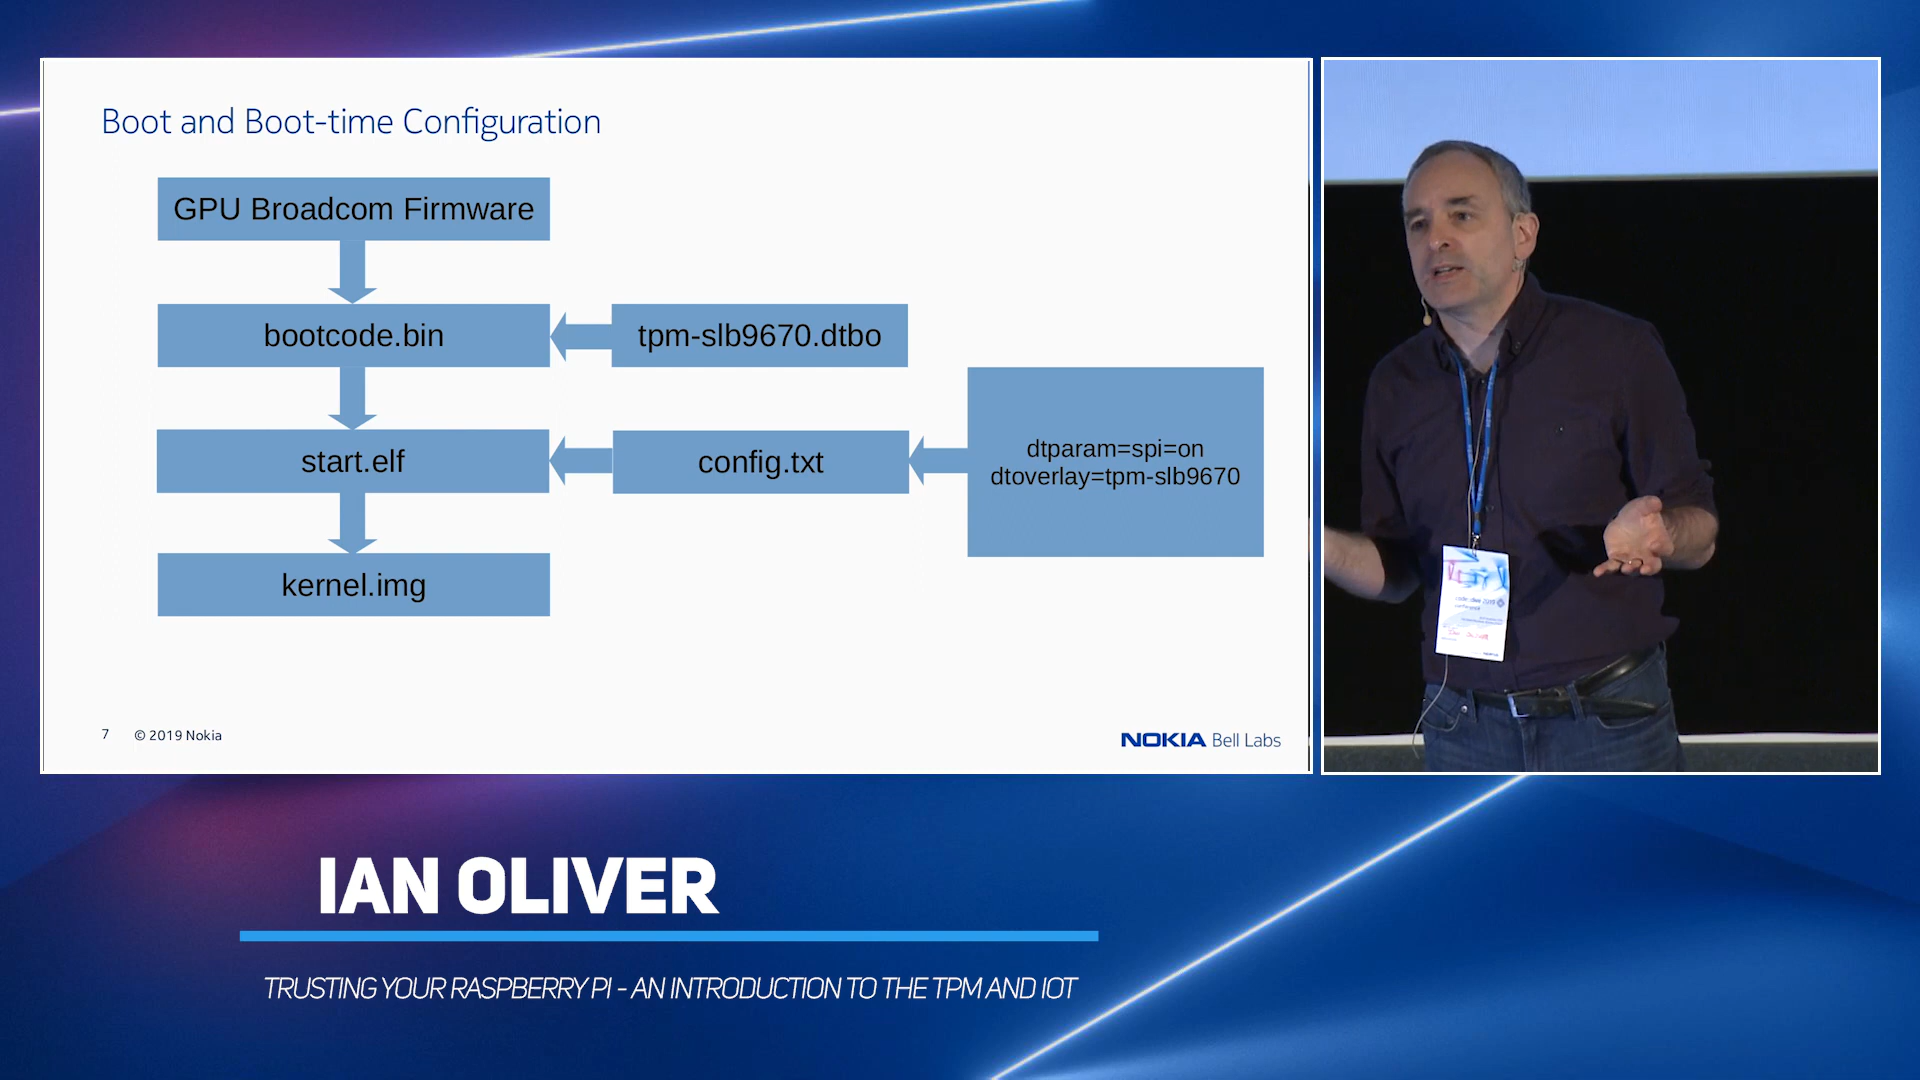 Boot and Boot-time Configuration
GPU Broadcom Firmware
bootcode.bin
tpm-slb9670.dtbo
start.elf
config.txt
dtparam=spi=on
dtoverlay=tpm-slb9670
kernel.img
7 © 2019 Nokia
NOKIA Bell Labs
IAN OLIVER
TRUSTING YOUR RASPBERRY PI - AN INTRODUCTION TO THE TPM AND IOT